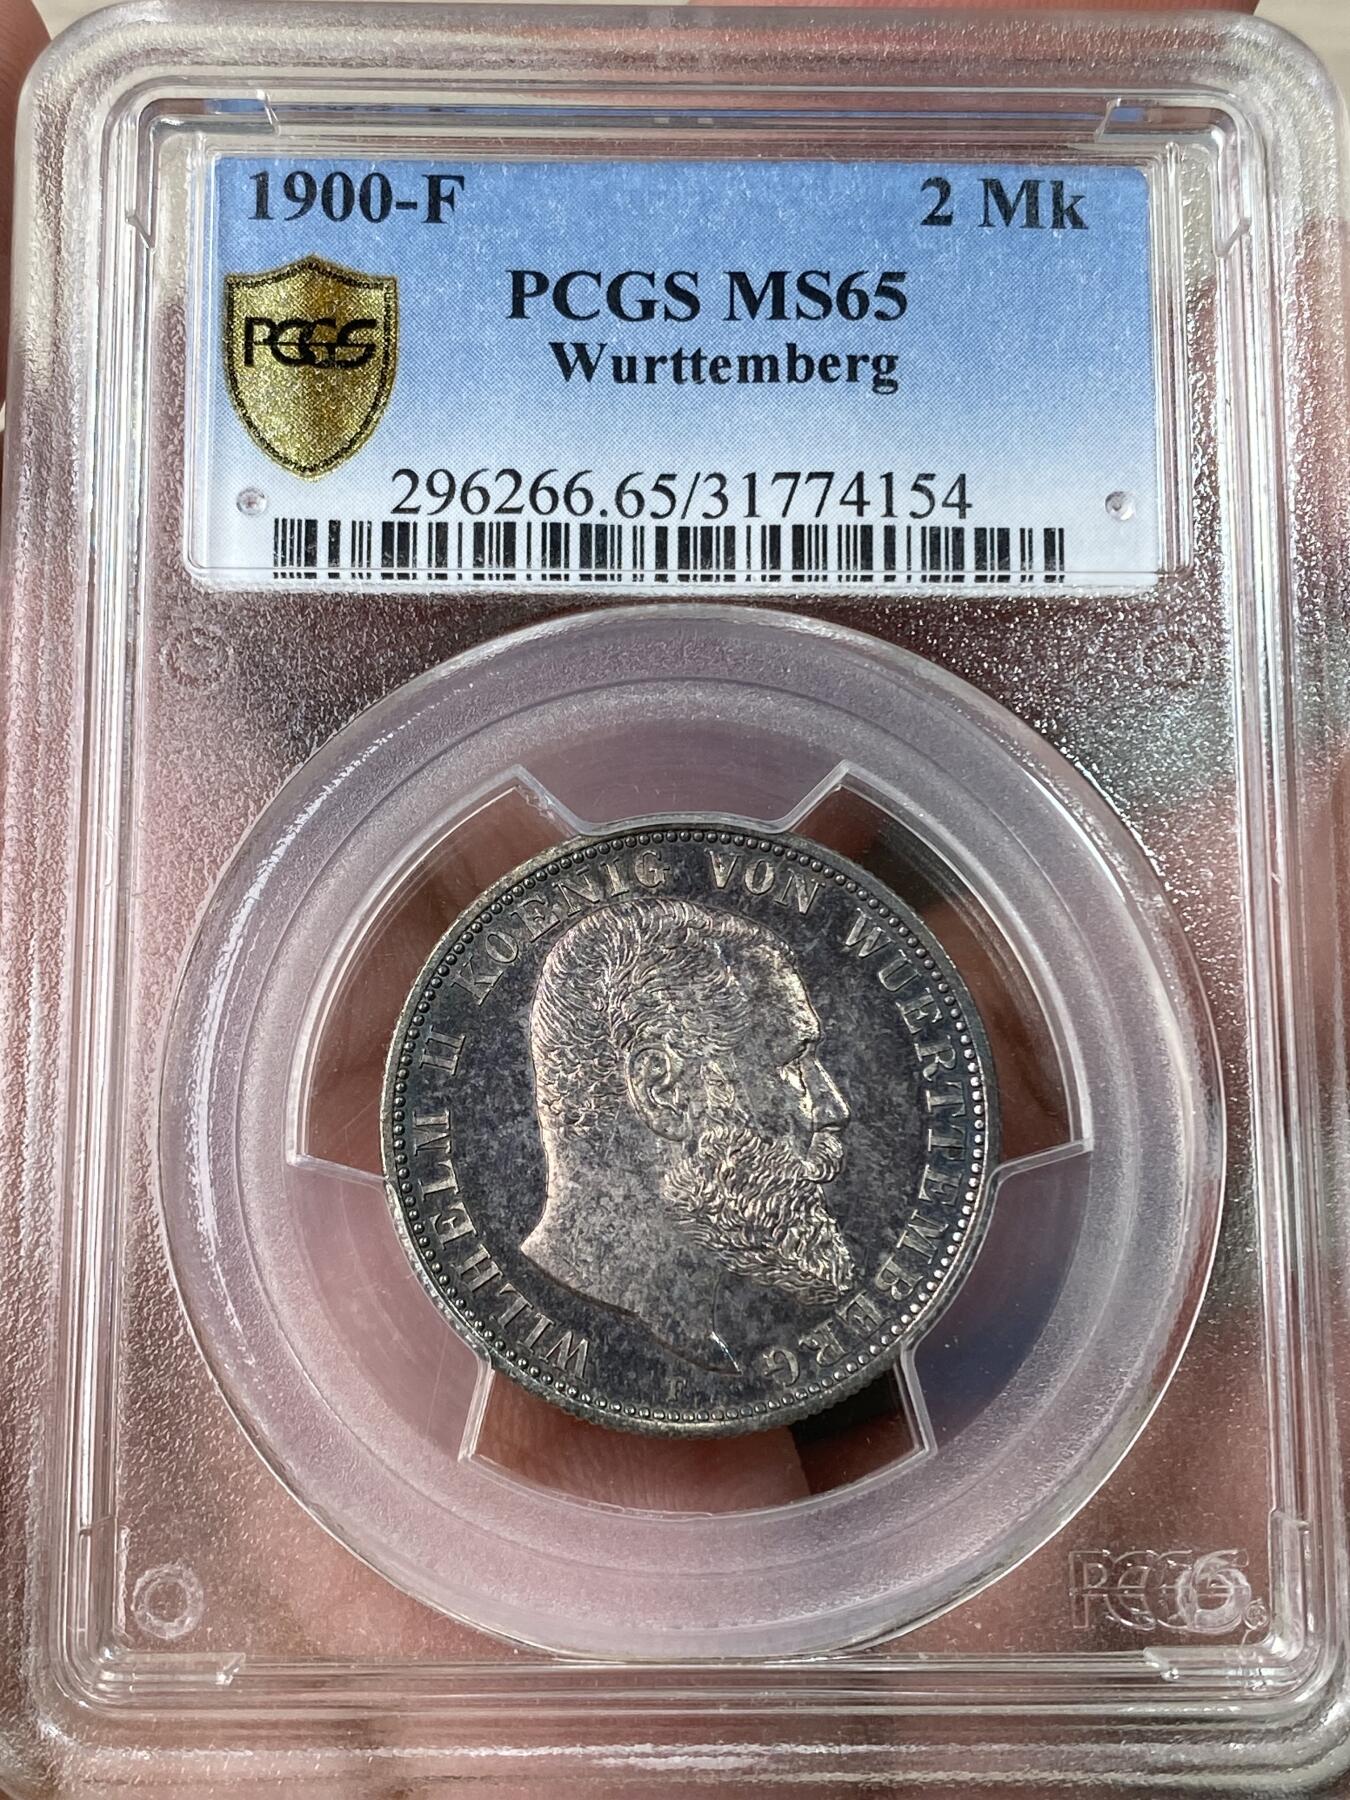 1900-F 2 Mk
PCGS MS65
Wurttemberg
PCGS
296266.65/31774154
WILHELM II KOENIG VON WUERTTEMBERG
F
PCGS